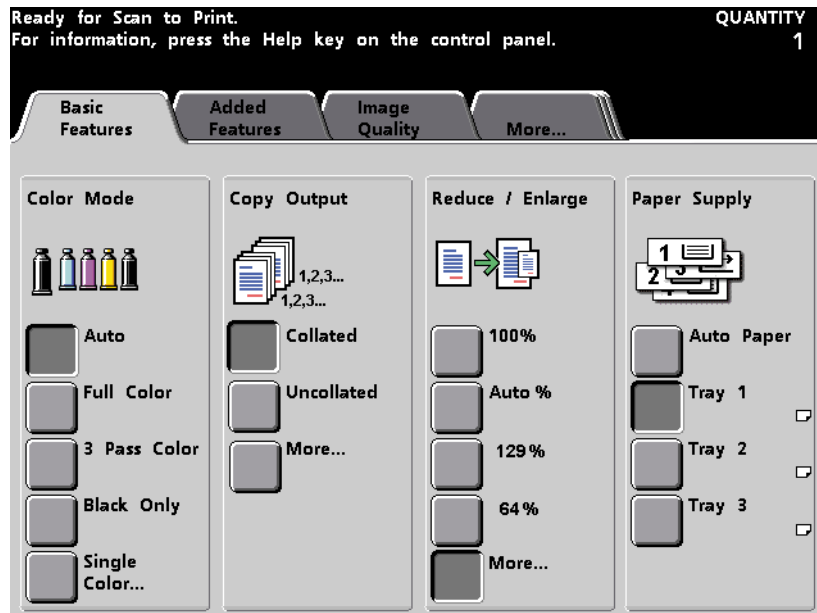 Ready for Scan to Print.
For information, press the Help key on the control panel.
QUANTITY
1
Basic
Features
Added
Features
Image
Quality
More...
Color Mode
Auto
Full Color
3 Pass Color
Black Only
Single
Color...
Copy Output
1,2,3...
1,2,3...
Collated
Uncollated
More...
Reduce / Enlarge
100%
Auto %
129%
64%
More...
Paper Supply
1
2
3
Auto Paper
Tray 1
Tray 2
Tray 3